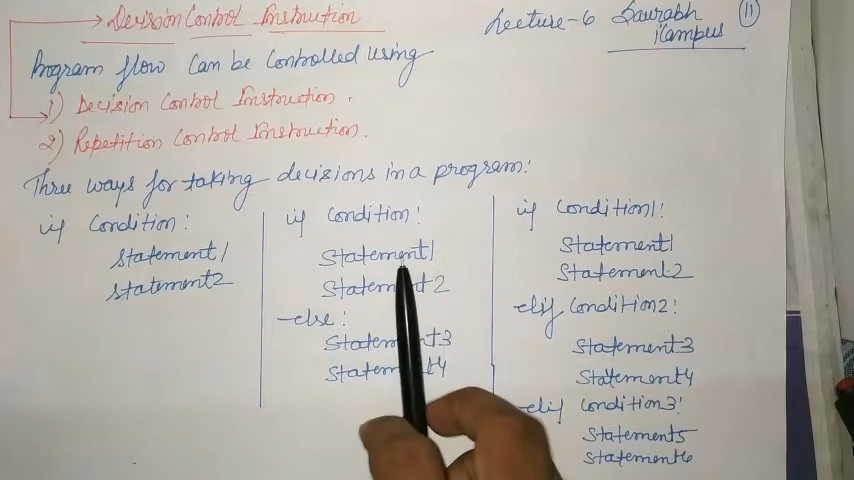 Decision Control Instruction
Lecture-6 Saurabh
iCampus
11
Program flow can be controlled using
1) Decision Control Instruction.
2) Repetition Control Instruction.
Three ways for taking decisions in a program:
if condition:
statement1
statement2
if condition:
statement1
statement2
else:
statement3
statement4
if condition1:
statement1
statement2
elif condition2:
statement3
statement4
elif condition3:
statement5
statement6